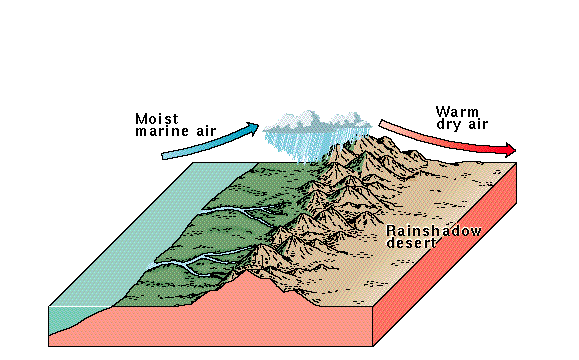 Moist
marine air
Warm
dry air
Rainshadow
desert